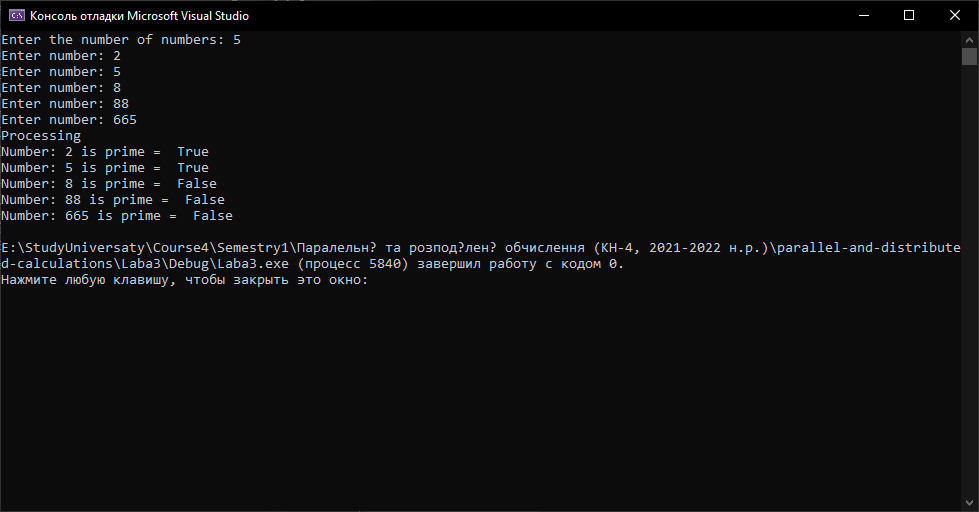 Консоль отладки Microsoft Visual Studio
Enter the number of numbers: 5
Enter number: 2
Enter number: 5
Enter number: 8
Enter number: 88
Enter number: 665
Processing
Number: 2 is prime =  True
Number: 5 is prime =  True
Number: 8 is prime =  False
Number: 88 is prime =  False
Number: 665 is prime =  False
E:\StudyUniversaty\Course4\Semestry1\Паралельн? та розпод?лен? обчислення (КН-4, 2021-2022 н.р.)\parallel-and-distribute
d-calculations\Laba3\Debug\Laba3.exe (процесс 5840) завершил работу с кодом 0.
Нажмите любую клавишу, чтобы закрыть это окно: